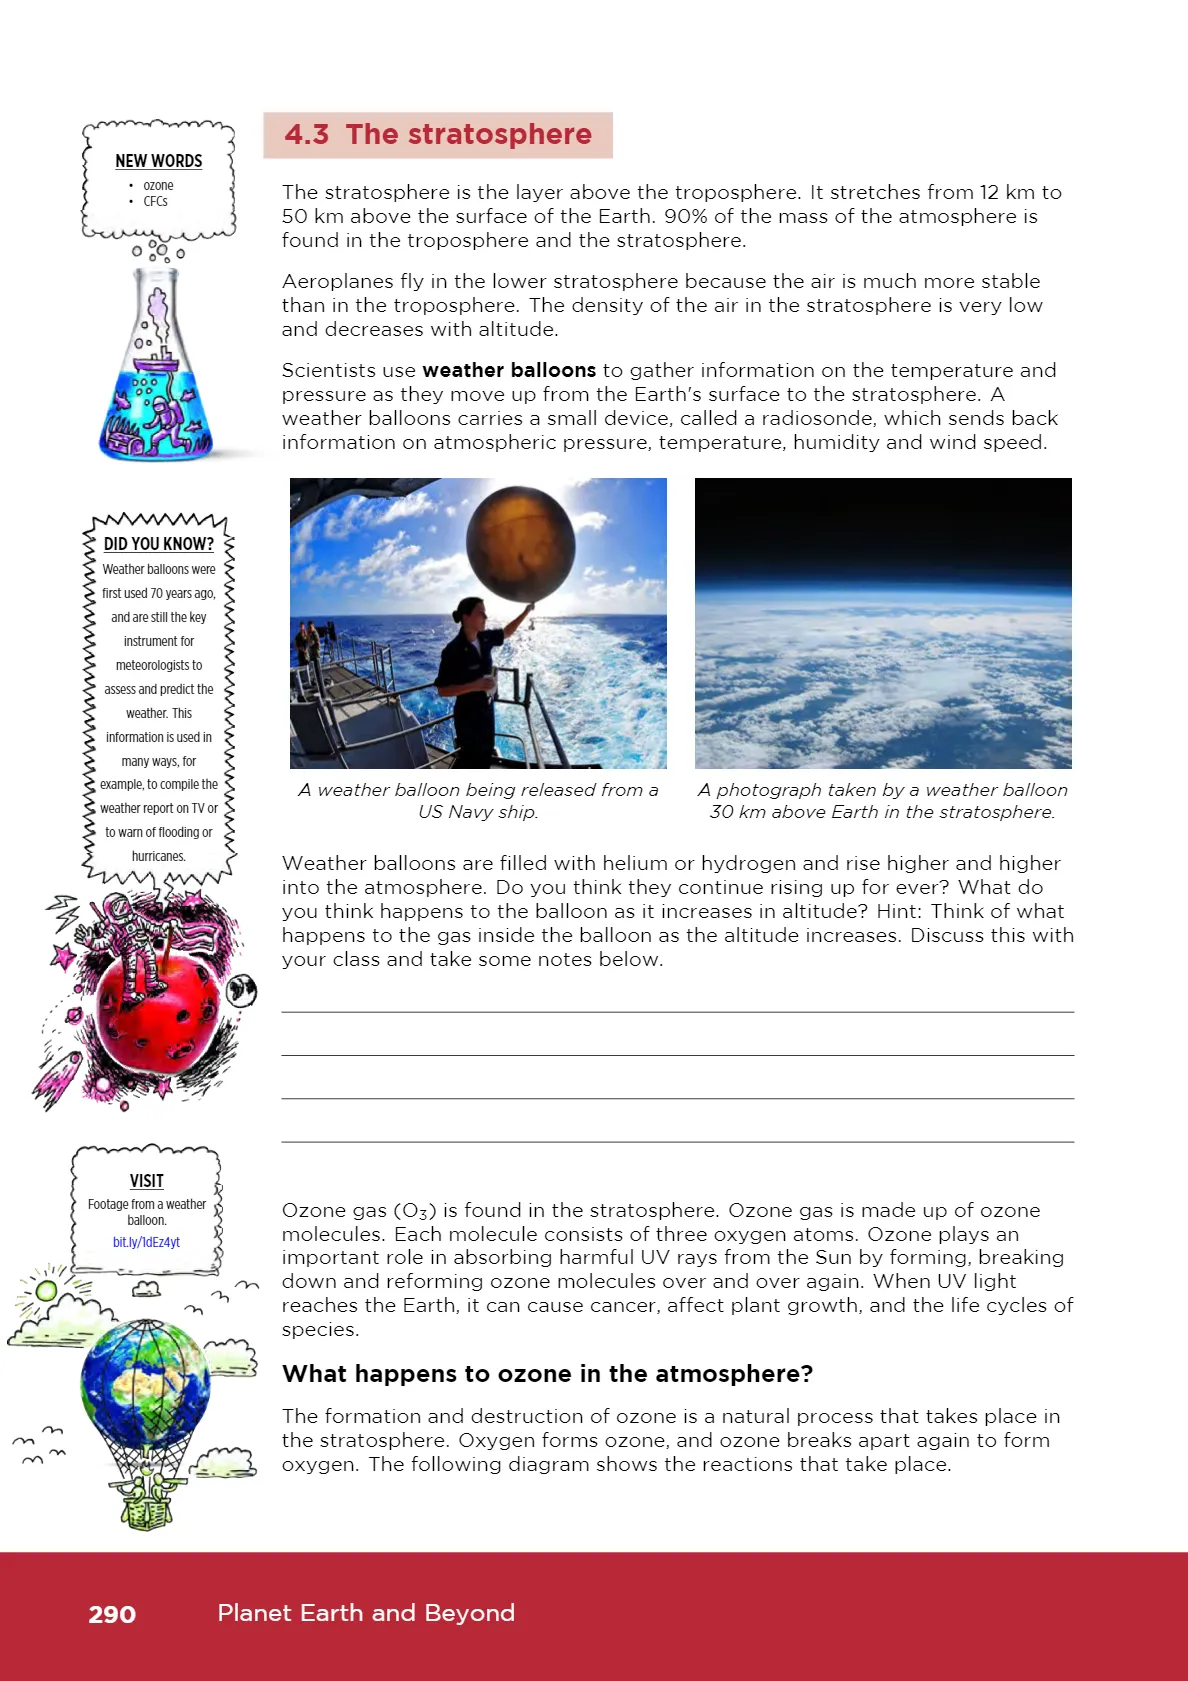 4.3 The stratosphere
NEW WORDS
• ozone
• CFCs
The stratosphere is the layer above the troposphere. It stretches from 12 km to
50 km above the surface of the Earth. 90% of the mass of the atmosphere is
found in the troposphere and the stratosphere.
Aeroplanes fly in the lower stratosphere because the air is much more stable
than in the troposphere. The density of the air in the stratosphere is very low
and decreases with altitude.
Scientists use weather balloons to gather information on the temperature and
pressure as they move up from the Earth's surface to the stratosphere. A
weather balloons carries a small device, called a radiosonde, which sends back
information on atmospheric pressure, temperature, humidity and wind speed.
DID YOU KNOW?
Weather balloons were
first used 70 years ago,
and are still the key
instrument for
meteorologists to
assess and predict the
weather. This
information is used in
many ways, for
example, to compile the
weather report on TV or
to warn of flooding or
hurricanes.
A weather balloon being released from a
US Navy ship.
A photograph taken by a weather balloon
30 km above Earth in the stratosphere.
Weather balloons are filled with helium or hydrogen and rise higher and higher
into the atmosphere. Do you think they continue rising up for ever? What do
you think happens to the balloon as it increases in altitude? Hint: Think of what
happens to the gas inside the balloon as the altitude increases. Discuss this with
your class and take some notes below.
VISIT
Footage from a weather
balloon.
bit.ly/1dEz4yt
Ozone gas (O₃) is found in the stratosphere. Ozone gas is made up of ozone
molecules. Each molecule consists of three oxygen atoms. Ozone plays an
important role in absorbing harmful UV rays from the Sun by forming, breaking
down and reforming ozone molecules over and over again. When UV light
reaches the Earth, it can cause cancer, affect plant growth, and the life cycles of
species.
What happens to ozone in the atmosphere?
The formation and destruction of ozone is a natural process that takes place in
the stratosphere. Oxygen forms ozone, and ozone breaks apart again to form
oxygen. The following diagram shows the reactions that take place.
290 Planet Earth and Beyond